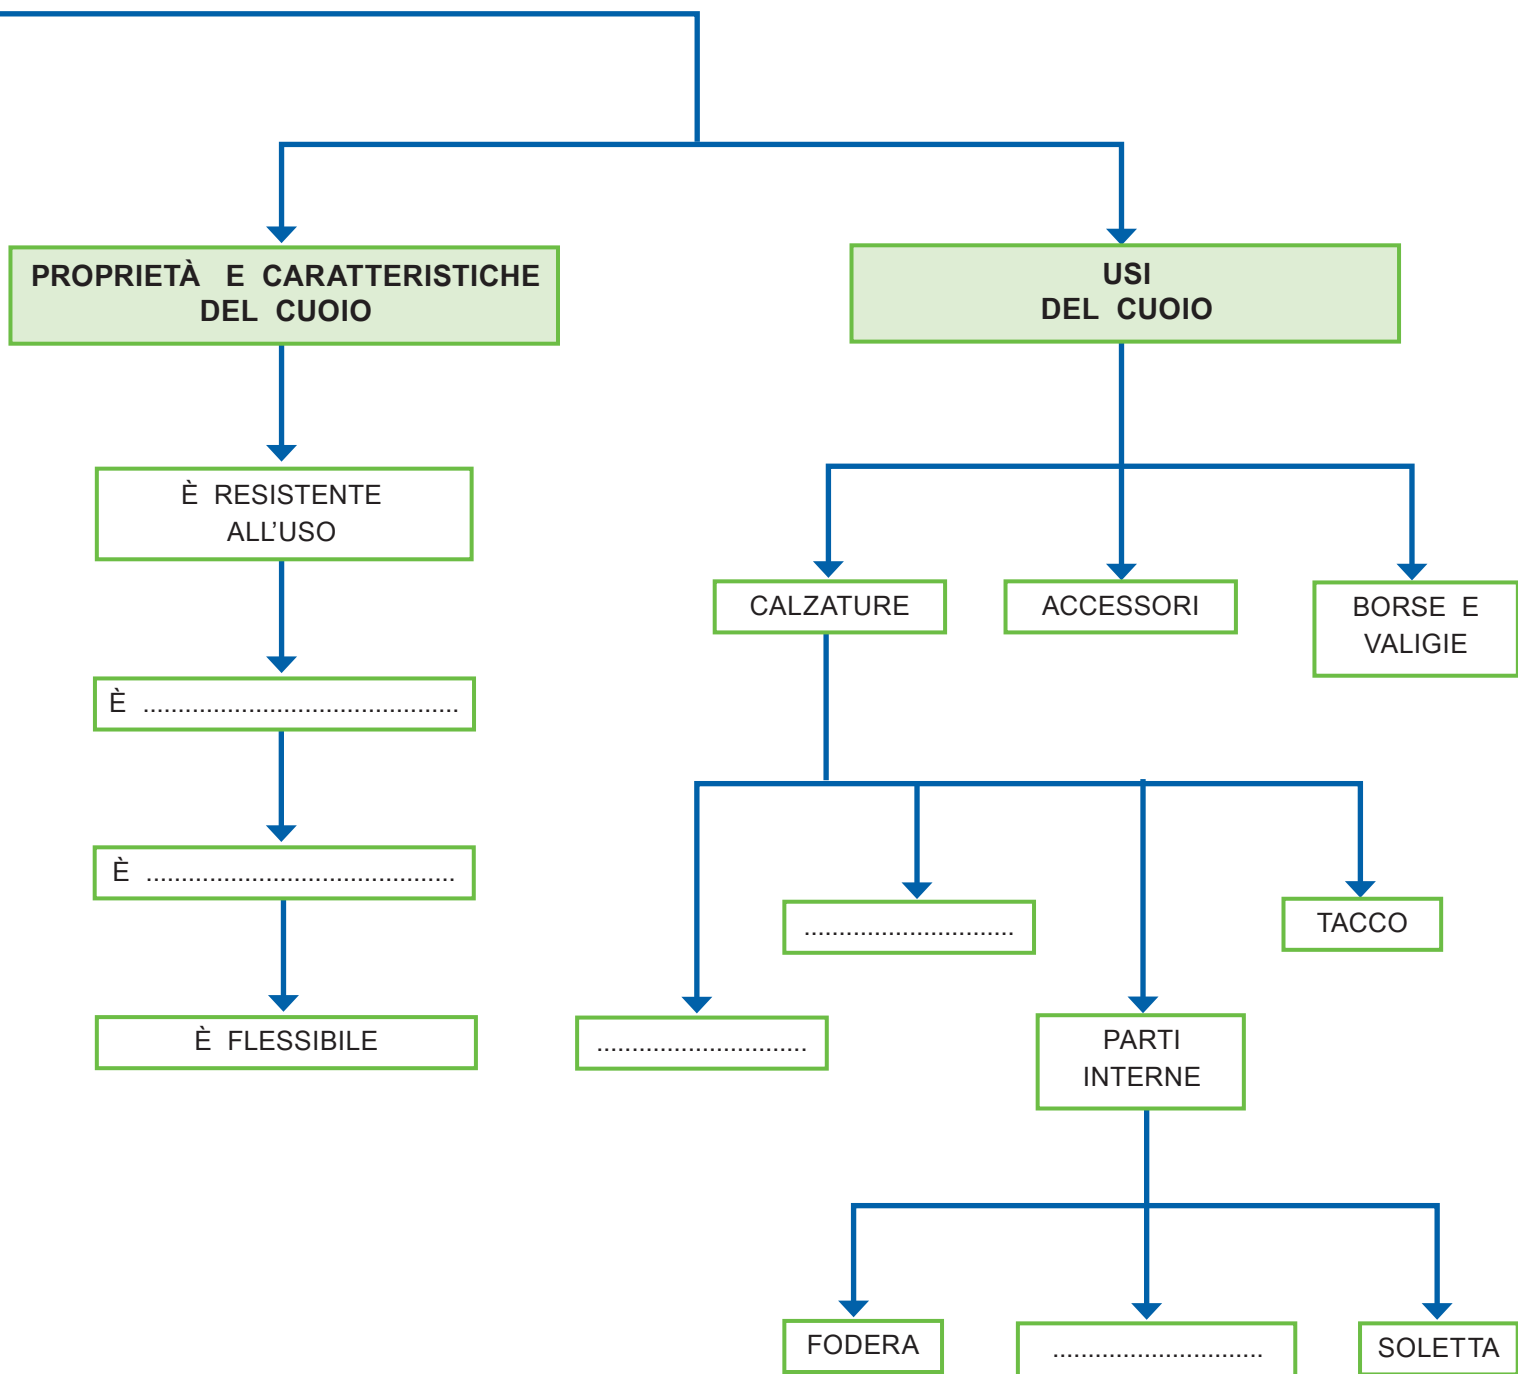 PROPRIETÀ E CARATTERISTICHE
DEL CUOIO
USI
DEL CUOIO
È RESISTENTE
ALL’USO
CALZATURE
ACCESSORI
BORSE E
VALIGIE
È .............................................
È ............................................
..............................
TACCO
È FLESSIBILE
..............................
PARTI
INTERNE
FODERA
..............................
SOLETTA